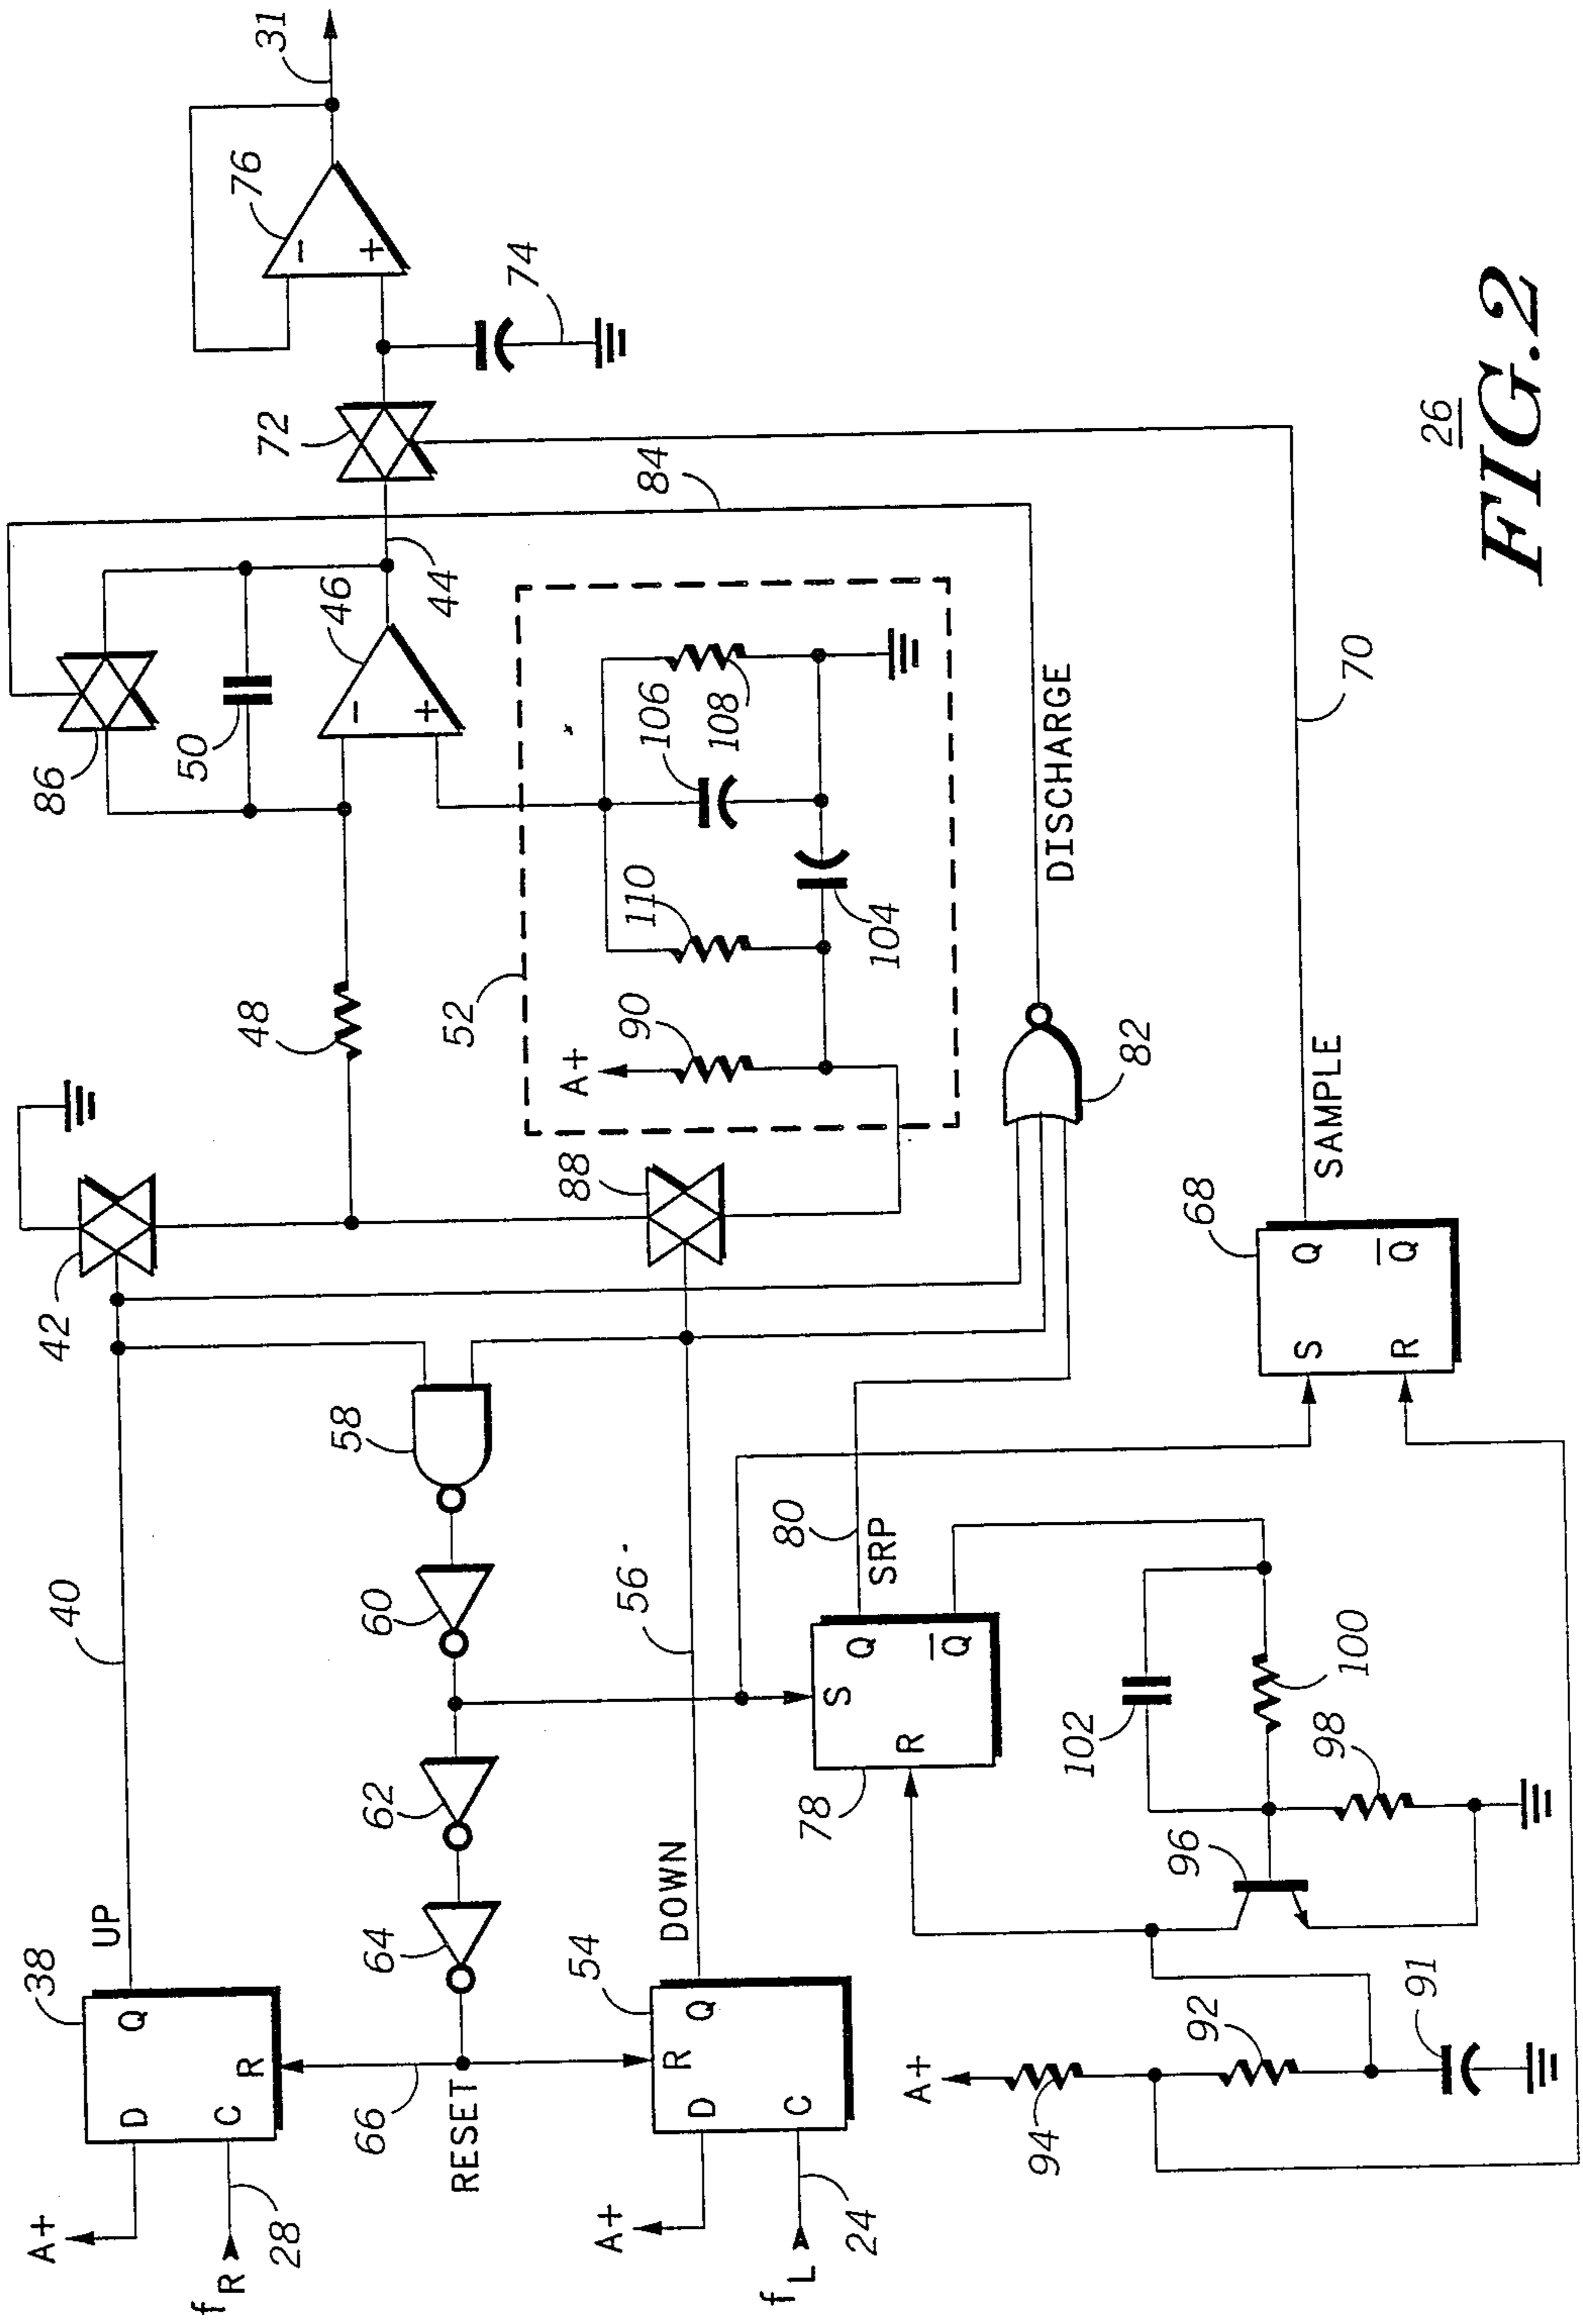 A+
f R
28
D
C
Q
R
38
UP
40
66
RESET
64
62
60
58
42
A+
f L
24
D
C
R
Q
54
DOWN
56
88
48
86
50
46
-
+
44
72
74
76
-
+
31
52
A+
90
110
104
106
108
82
DISCHARGE
84
78
S
R
Q
Q
SRP
80
A+
94
92
91
96
98
100
102
68
S
R
Q
Q
SAMPLE
70
26
FIG.2